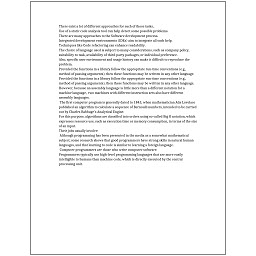 There exist a lot of different approaches for each of those tasks.
Use of a static code analysis tool can help detect some possible problems.
There are many approaches to the Software development process.
Integrated development environments (IDEs) aim to integrate all such help.
Techniques like Code refactoring can enhance readability.
The choice of language used is subject to many considerations, such as company policy,
suitability to task, availability of third-party packages, or individual preference.
Also, specific user environment and usage history can make it difficult to reproduce the
problem.
Provided the functions in a library follow the appropriate run-time conventions (e.g.,
method of passing arguments), then these functions may be written in any other language.
Provided the functions in a library follow the appropriate run-time conventions (e.g.,
method of passing arguments), then these functions may be written in any other language.
However, because an assembly language is little more than a different notation for a
machine language, two machines with different instruction sets also have different
assembly languages.
The first computer program is generally dated to 1843, when mathematician Ada Lovelace
published an algorithm to calculate a sequence of Bernoulli numbers, intended to be carried
out by Charles Babbage's Analytical Engine.
For this purpose, algorithms are classified into orders using so-called Big O notation, which
expresses resource use, such as execution time or memory consumption, in terms of the size
of an input.
Their jobs usually involve:
Although programming has been presented in the media as a somewhat mathematical
subject, some research shows that good programmers have strong skills in natural human
languages, and that learning to code is similar to learning a foreign language.
Computer programmers are those who write computer software.
Programmers typically use high-level programming languages that are more easily
intelligible to humans than machine code, which is directly executed by the central
processing unit.